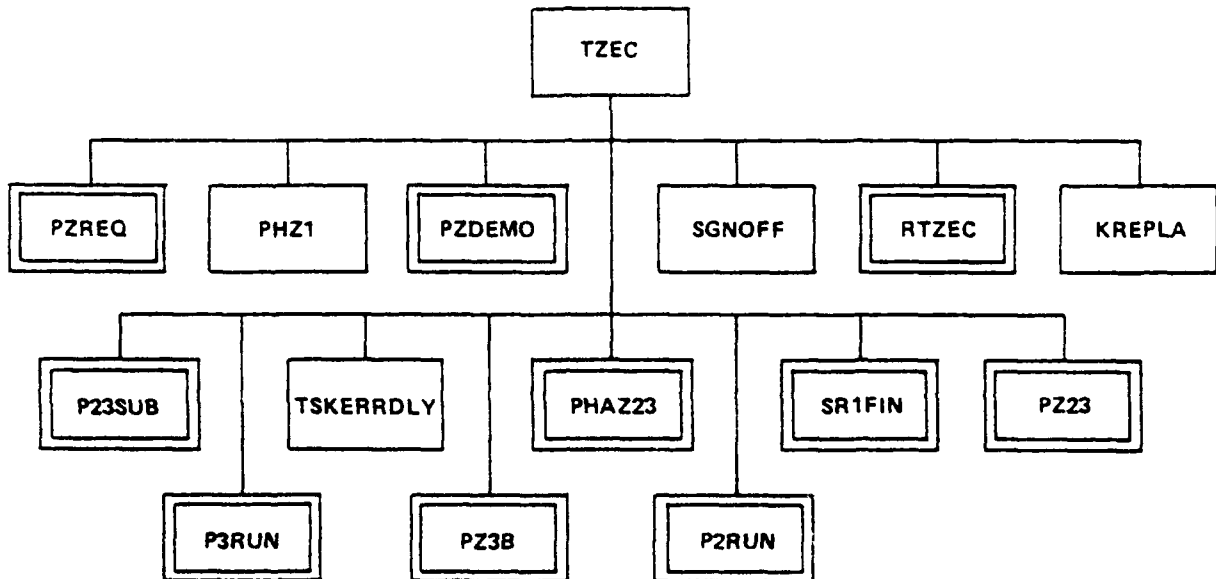 TZEC
PZREQ PHZ1 PZDEMO SGNOFF RTZEC KREPLA
P23SUB TSKERRDLY PHAZ23 SR1FIN PZ23
P3RUN PZ3B P2RUN